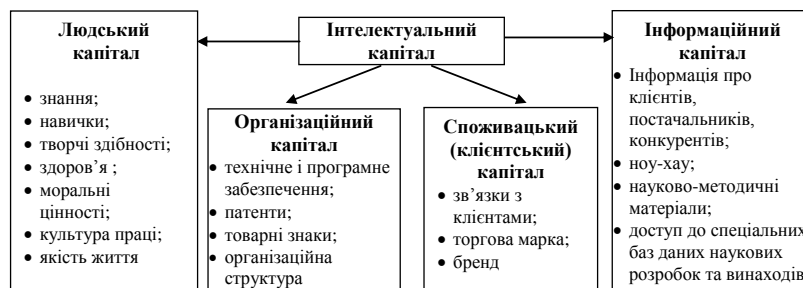 Людський
капітал
• знання;
• навички;
• творчі здібності;
• здоров’я ;
• моральні
цінності;
• культура праці;
• якість життя
Інтелектуальний
капітал
Організаційний
капітал
• технічне і програмне
забезпечення;
• патенти;
• товарні знаки;
• організаційна
структура
Споживацький
(клієнтський)
капітал
• зв’язки з
клієнтами;
• торгова марка;
• бренд
Інформаційний
капітал
• Інформація про
клієнтів,
постачальників,
конкурентів;
• ноу-хау;
• науково-методичні
матеріали;
• доступ до спеціальних
баз даних наукових
розробок та винаходів